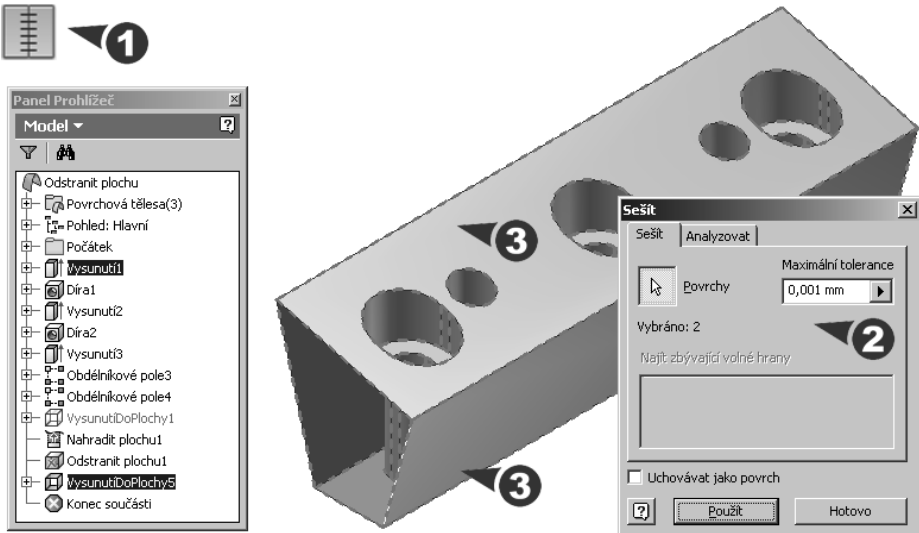 1
Panel Prohlížeč
Model
Odstranit plochu
Povrchová tělesa(3)
Pohled: Hlavní
Počátek
Vysunutí1
Díra1
Vysunutí2
Díra2
Vysunutí3
Obdélníkové pole3
Obdélníkové pole4
VysunutíDoPlochy1
Nahradit plochu1
Odstranit plochu1
VysunutíDoPlochy5
Konec součásti
3
3
Sešít
Sešít Analyzovat
Povrchy
Maximální tolerance
0,001 mm
Vybráno: 2
2
Najít zbývající volné hrany
Uchovávat jako povrch
Použít Hotovo